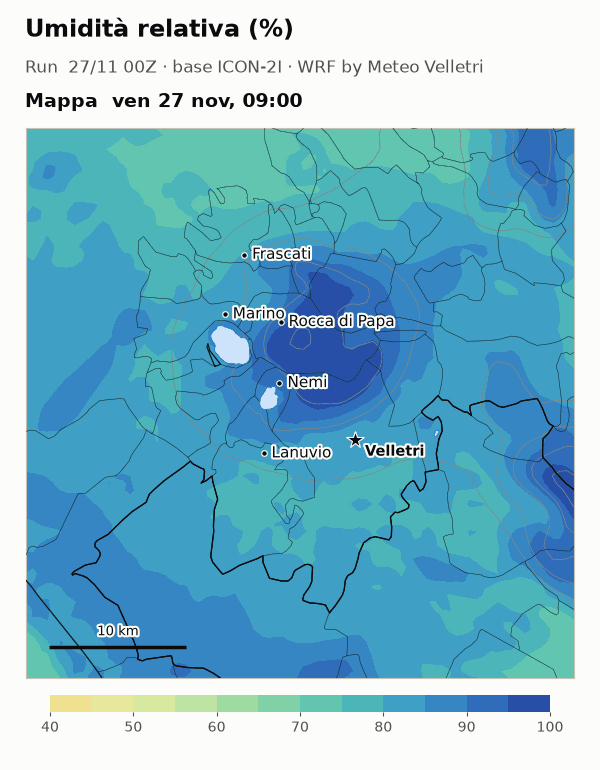 Umidità relativa (%)
Run  27/11 00Z · base ICON-2I · WRF by Meteo Velletri
Mappa  ven 27 nov, 09:00
Frascati
Marino
Rocca di Papa
Nemi
Velletri
Lanuvio
10 km
40 50 60 70 80 90 100